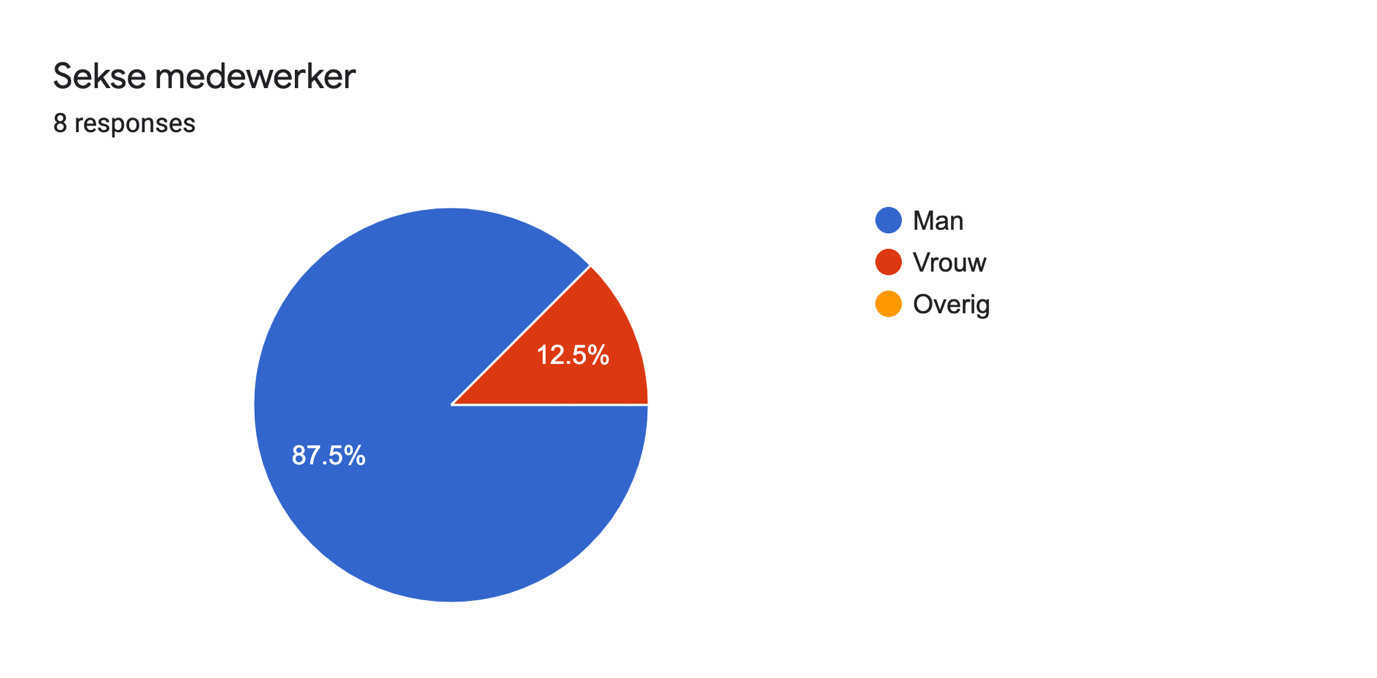 Sekse medewerker
8 responses
Man
Vrouw
Overig
12.5%
87.5%